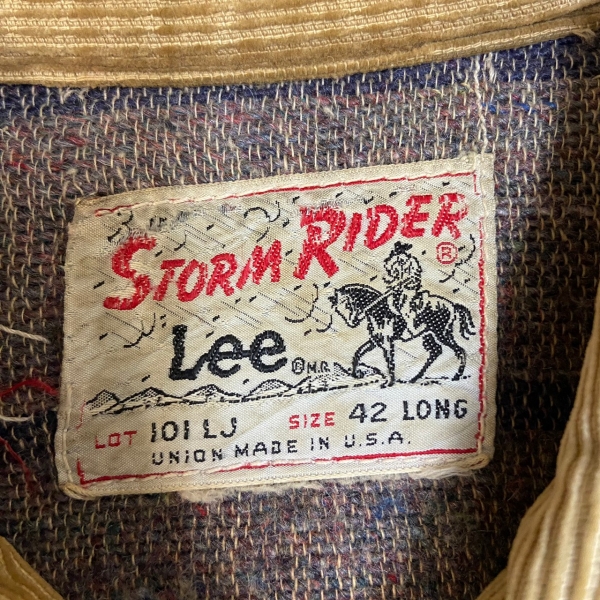 STORM RIDER ®
Lee ® M.R.
LOT 101 LJ SIZE 42 LONG
UNION MADE IN U.S.A.